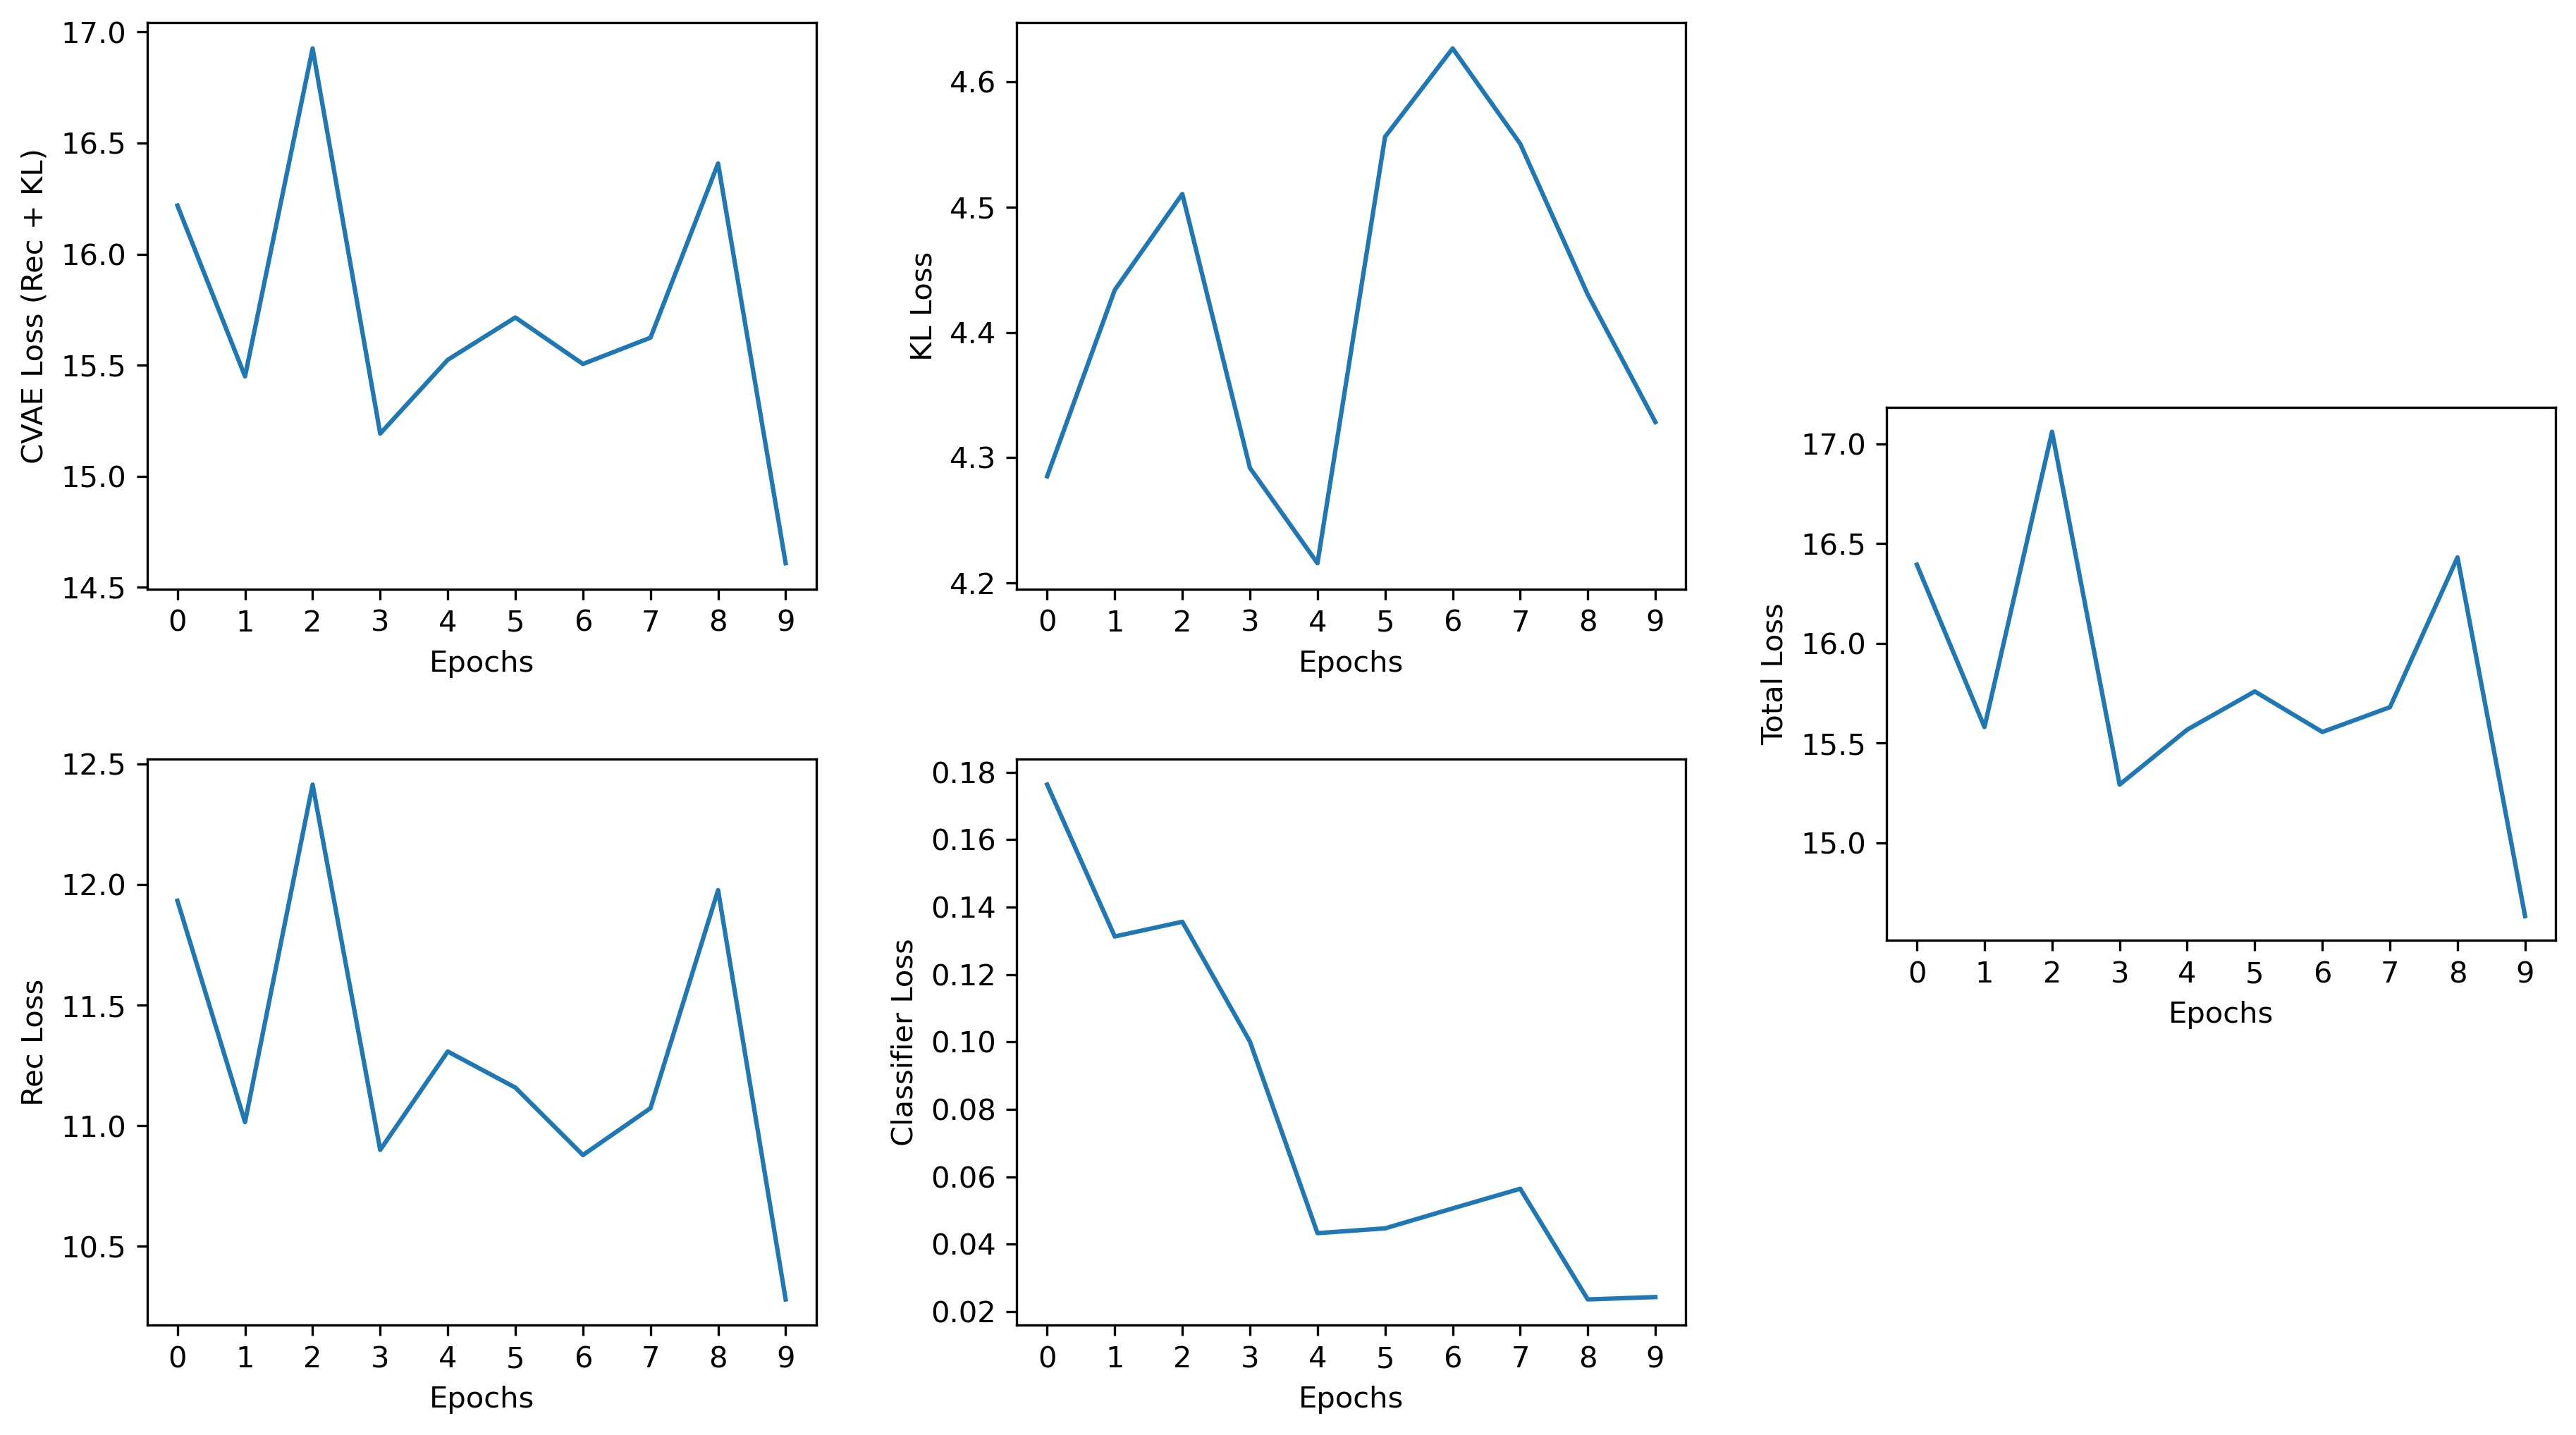 CVAE Loss (Rec + KL)
17.0
16.5
16.0
15.5
15.0
14.5
0 1 2 3 4 5 6 7 8 9
Epochs
KL Loss
4.6
4.5
4.4
4.3
4.2
0 1 2 3 4 5 6 7 8 9
Epochs
Rec Loss
12.5
12.0
11.5
11.0
10.5
0 1 2 3 4 5 6 7 8 9
Epochs
Classifier Loss
0.18
0.16
0.14
0.12
0.10
0.08
0.06
0.04
0.02
0 1 2 3 4 5 6 7 8 9
Epochs
Total Loss
17.0
16.5
16.0
15.5
15.0
0 1 2 3 4 5 6 7 8 9
Epochs